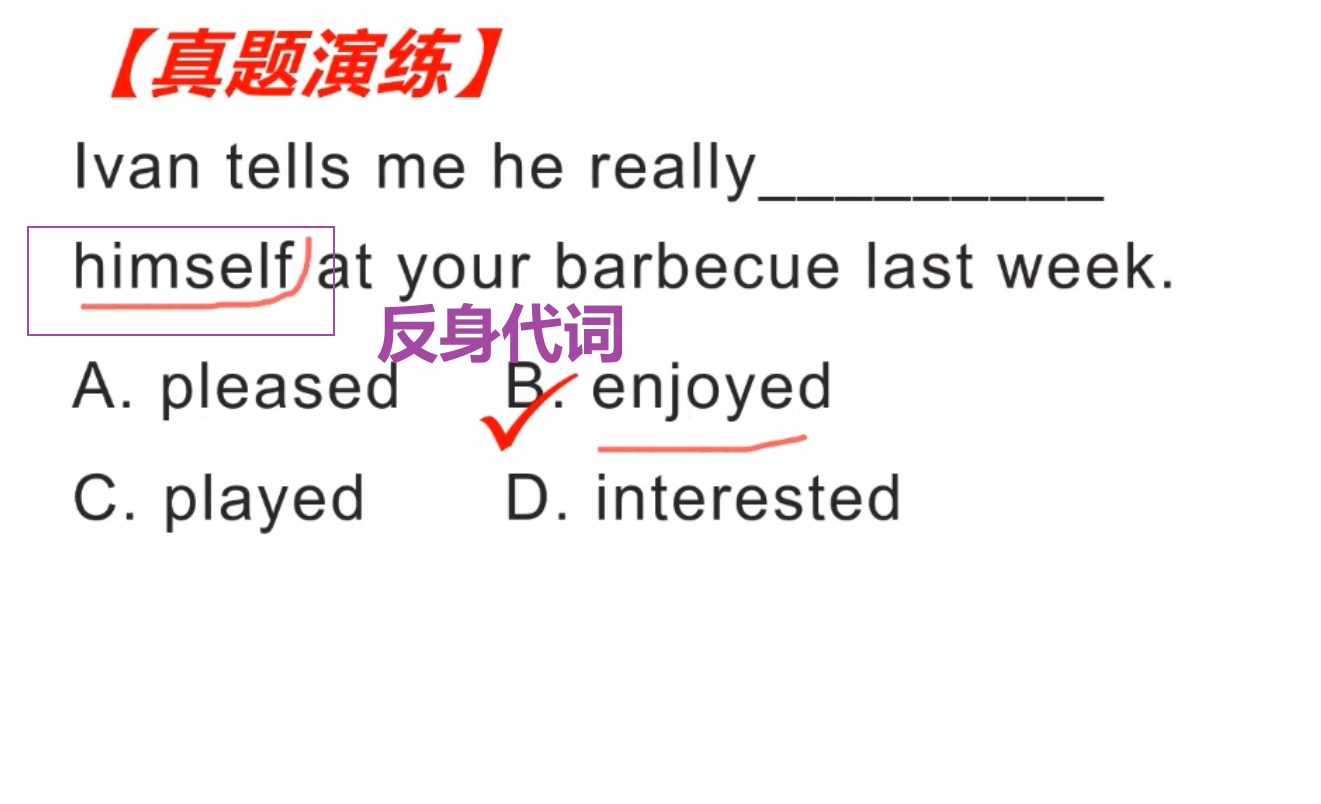 【真题演练】
Ivan tells me he really_________
himself at your barbecue last week.
反身代词
A. pleased B. enjoyed
C. played D. interested